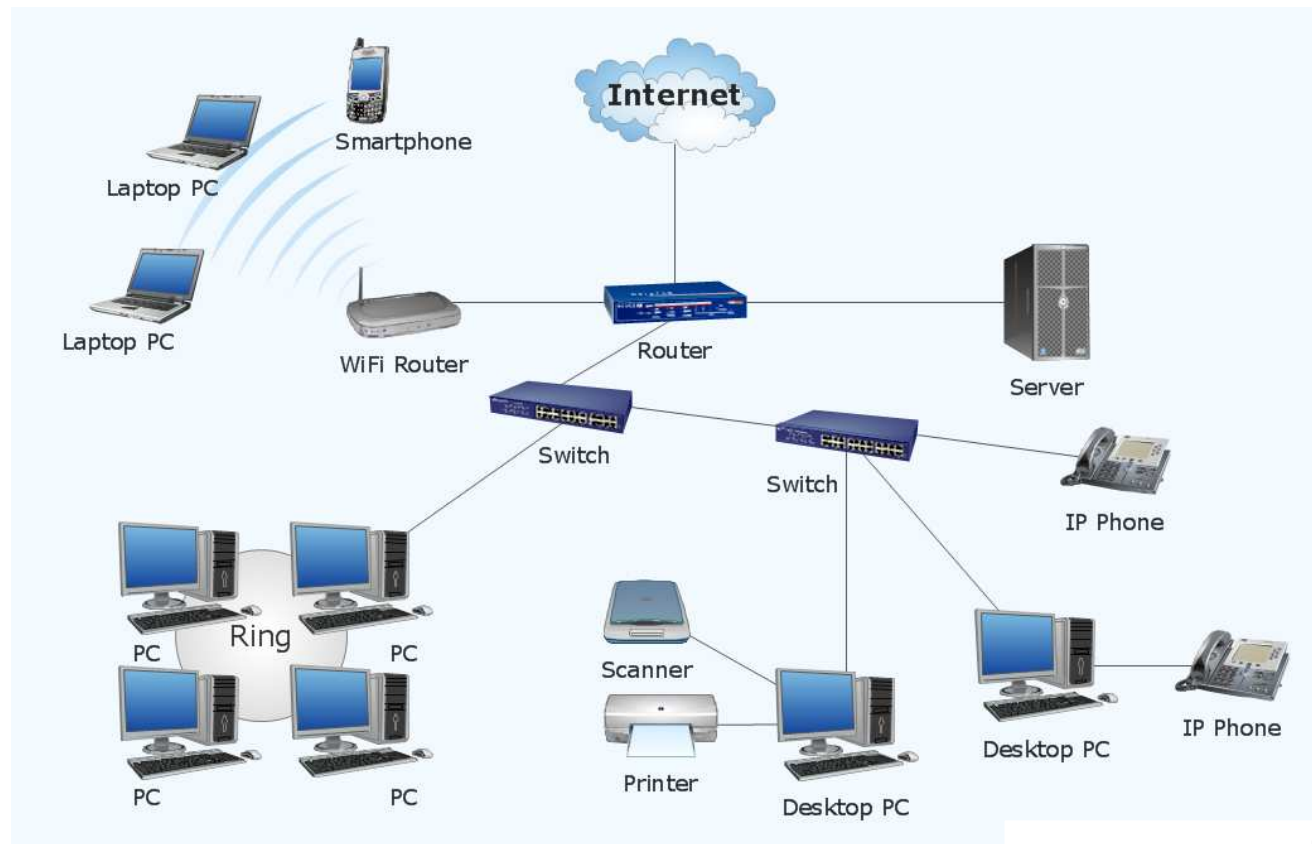 Internet
Smartphone
Laptop PC
Laptop PC
WiFi Router
Router
Server
Switch
Switch
IP Phone
Ring
PC
PC
Scanner
PC
PC
Printer
Desktop PC
Desktop PC
IP Phone